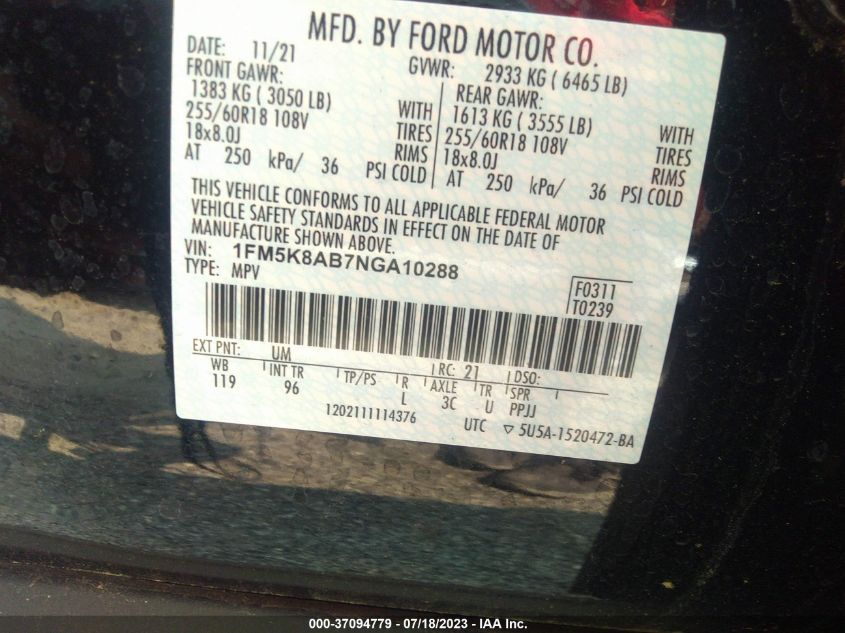 MFD. BY FORD MOTOR CO.
DATE: 11/21
GVWR: 2933 KG ( 6465 LB)
FRONT GAWR:
1383 KG ( 3050 LB) WITH
255/60R18 108V TIRES
18x8.0J RIMS
AT 250 kPa/ 36 PSI COLD
REAR GAWR:
1613 KG ( 3555 LB) WITH
255/60R18 108V TIRES
18x8.0J RIMS
AT 250 kPa/ 36 PSI COLD
THIS VEHICLE CONFORMS TO ALL APPLICABLE FEDERAL MOTOR
VEHICLE SAFETY STANDARDS IN EFFECT ON THE DATE OF
MANUFACTURE SHOWN ABOVE.
VIN: 1FM5K8AB7NGA10288
TYPE: MPV
F0311
T0239
EXT PNT: UM RC: 21 DSO:
WB INT TR TP/PS R AXLE TR SPR
119 96 L 3C U PPJJ
1202111114376 UTC ▽ 5U5A-1520472-BA
000-37094779 - 07/18/2023 - IAA Inc.